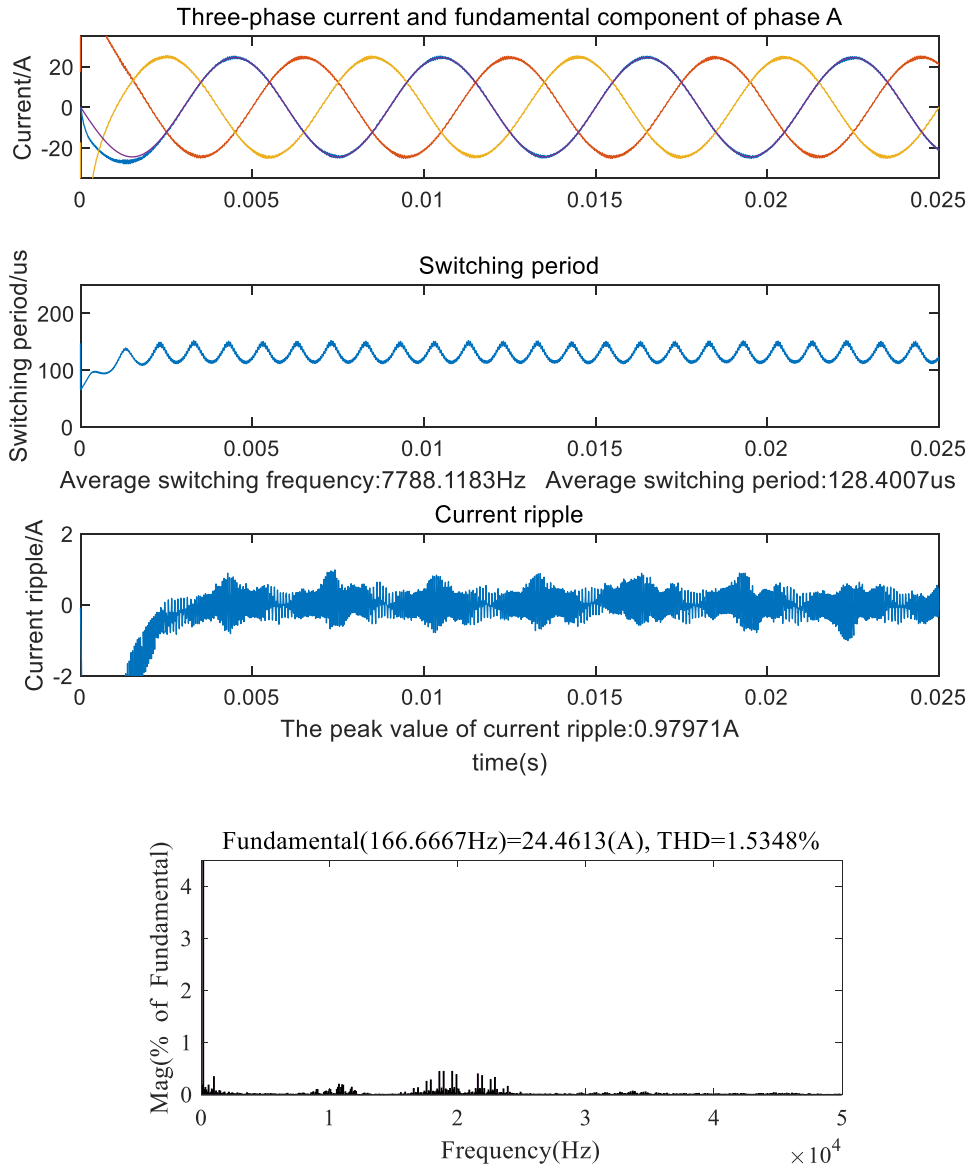 Three-phase current and fundamental component of phase A
Current/A
20
0
-20
0 0.005 0.01 0.015 0.02 0.025
Switching period
Switching period/us
200
100
0
0 0.005 0.01 0.015 0.02 0.025
Average switching frequency:7788.1183Hz Average switching period:128.4007us
Current ripple
Current ripple/A
2
0
-2
0 0.005 0.01 0.015 0.02 0.025
The peak value of current ripple:0.97971A
time(s)
Fundamental(166.6667Hz)=24.4613(A), THD=1.5348%
Mag(% of Fundamental)
4
3
2
1
0
0 1 2 3 4 5
Frequency(Hz)
×10⁴